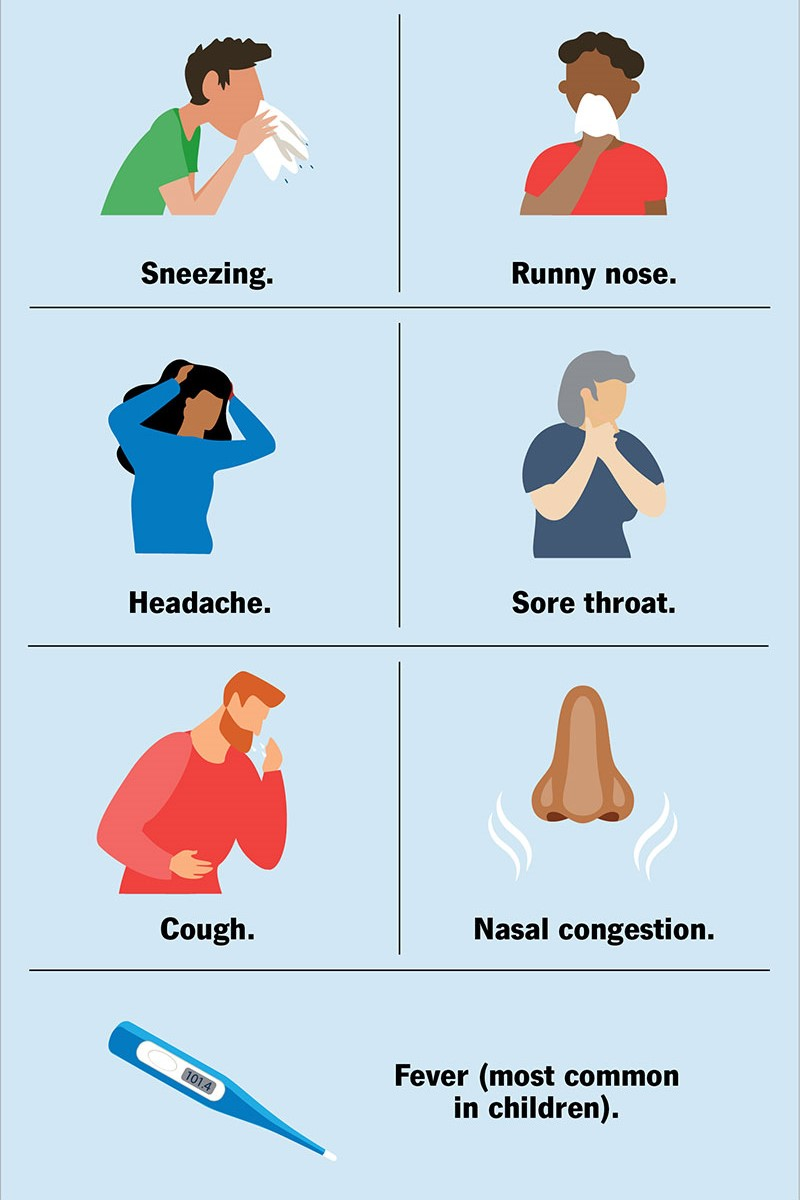 Sneezing.
Runny nose.
Headache.
Sore throat.
Cough.
Nasal congestion.
101.4
Fever (most common
in children).